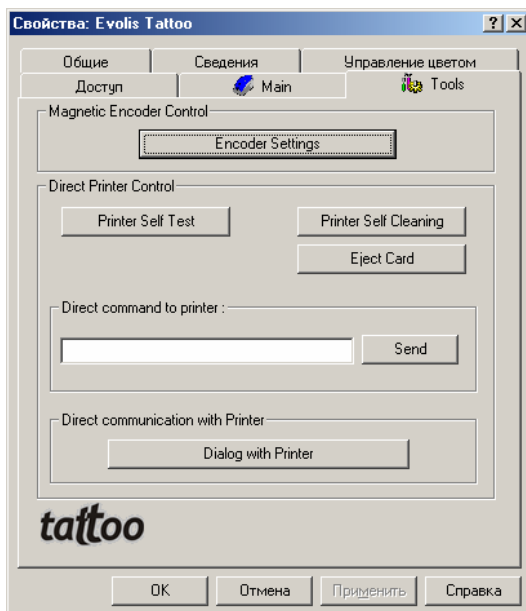 Свойства: Evolis Tattoo
Общие Сведения Управление цветом
Доступ Main Tools
Magnetic Encoder Control
Encoder Settings
Direct Printer Control
Printer Self Test Printer Self Cleaning
Eject Card
Direct command to printer :
Send
Direct communication with Printer
Dialog with Printer
tattoo
OK Отмена Применить Справка